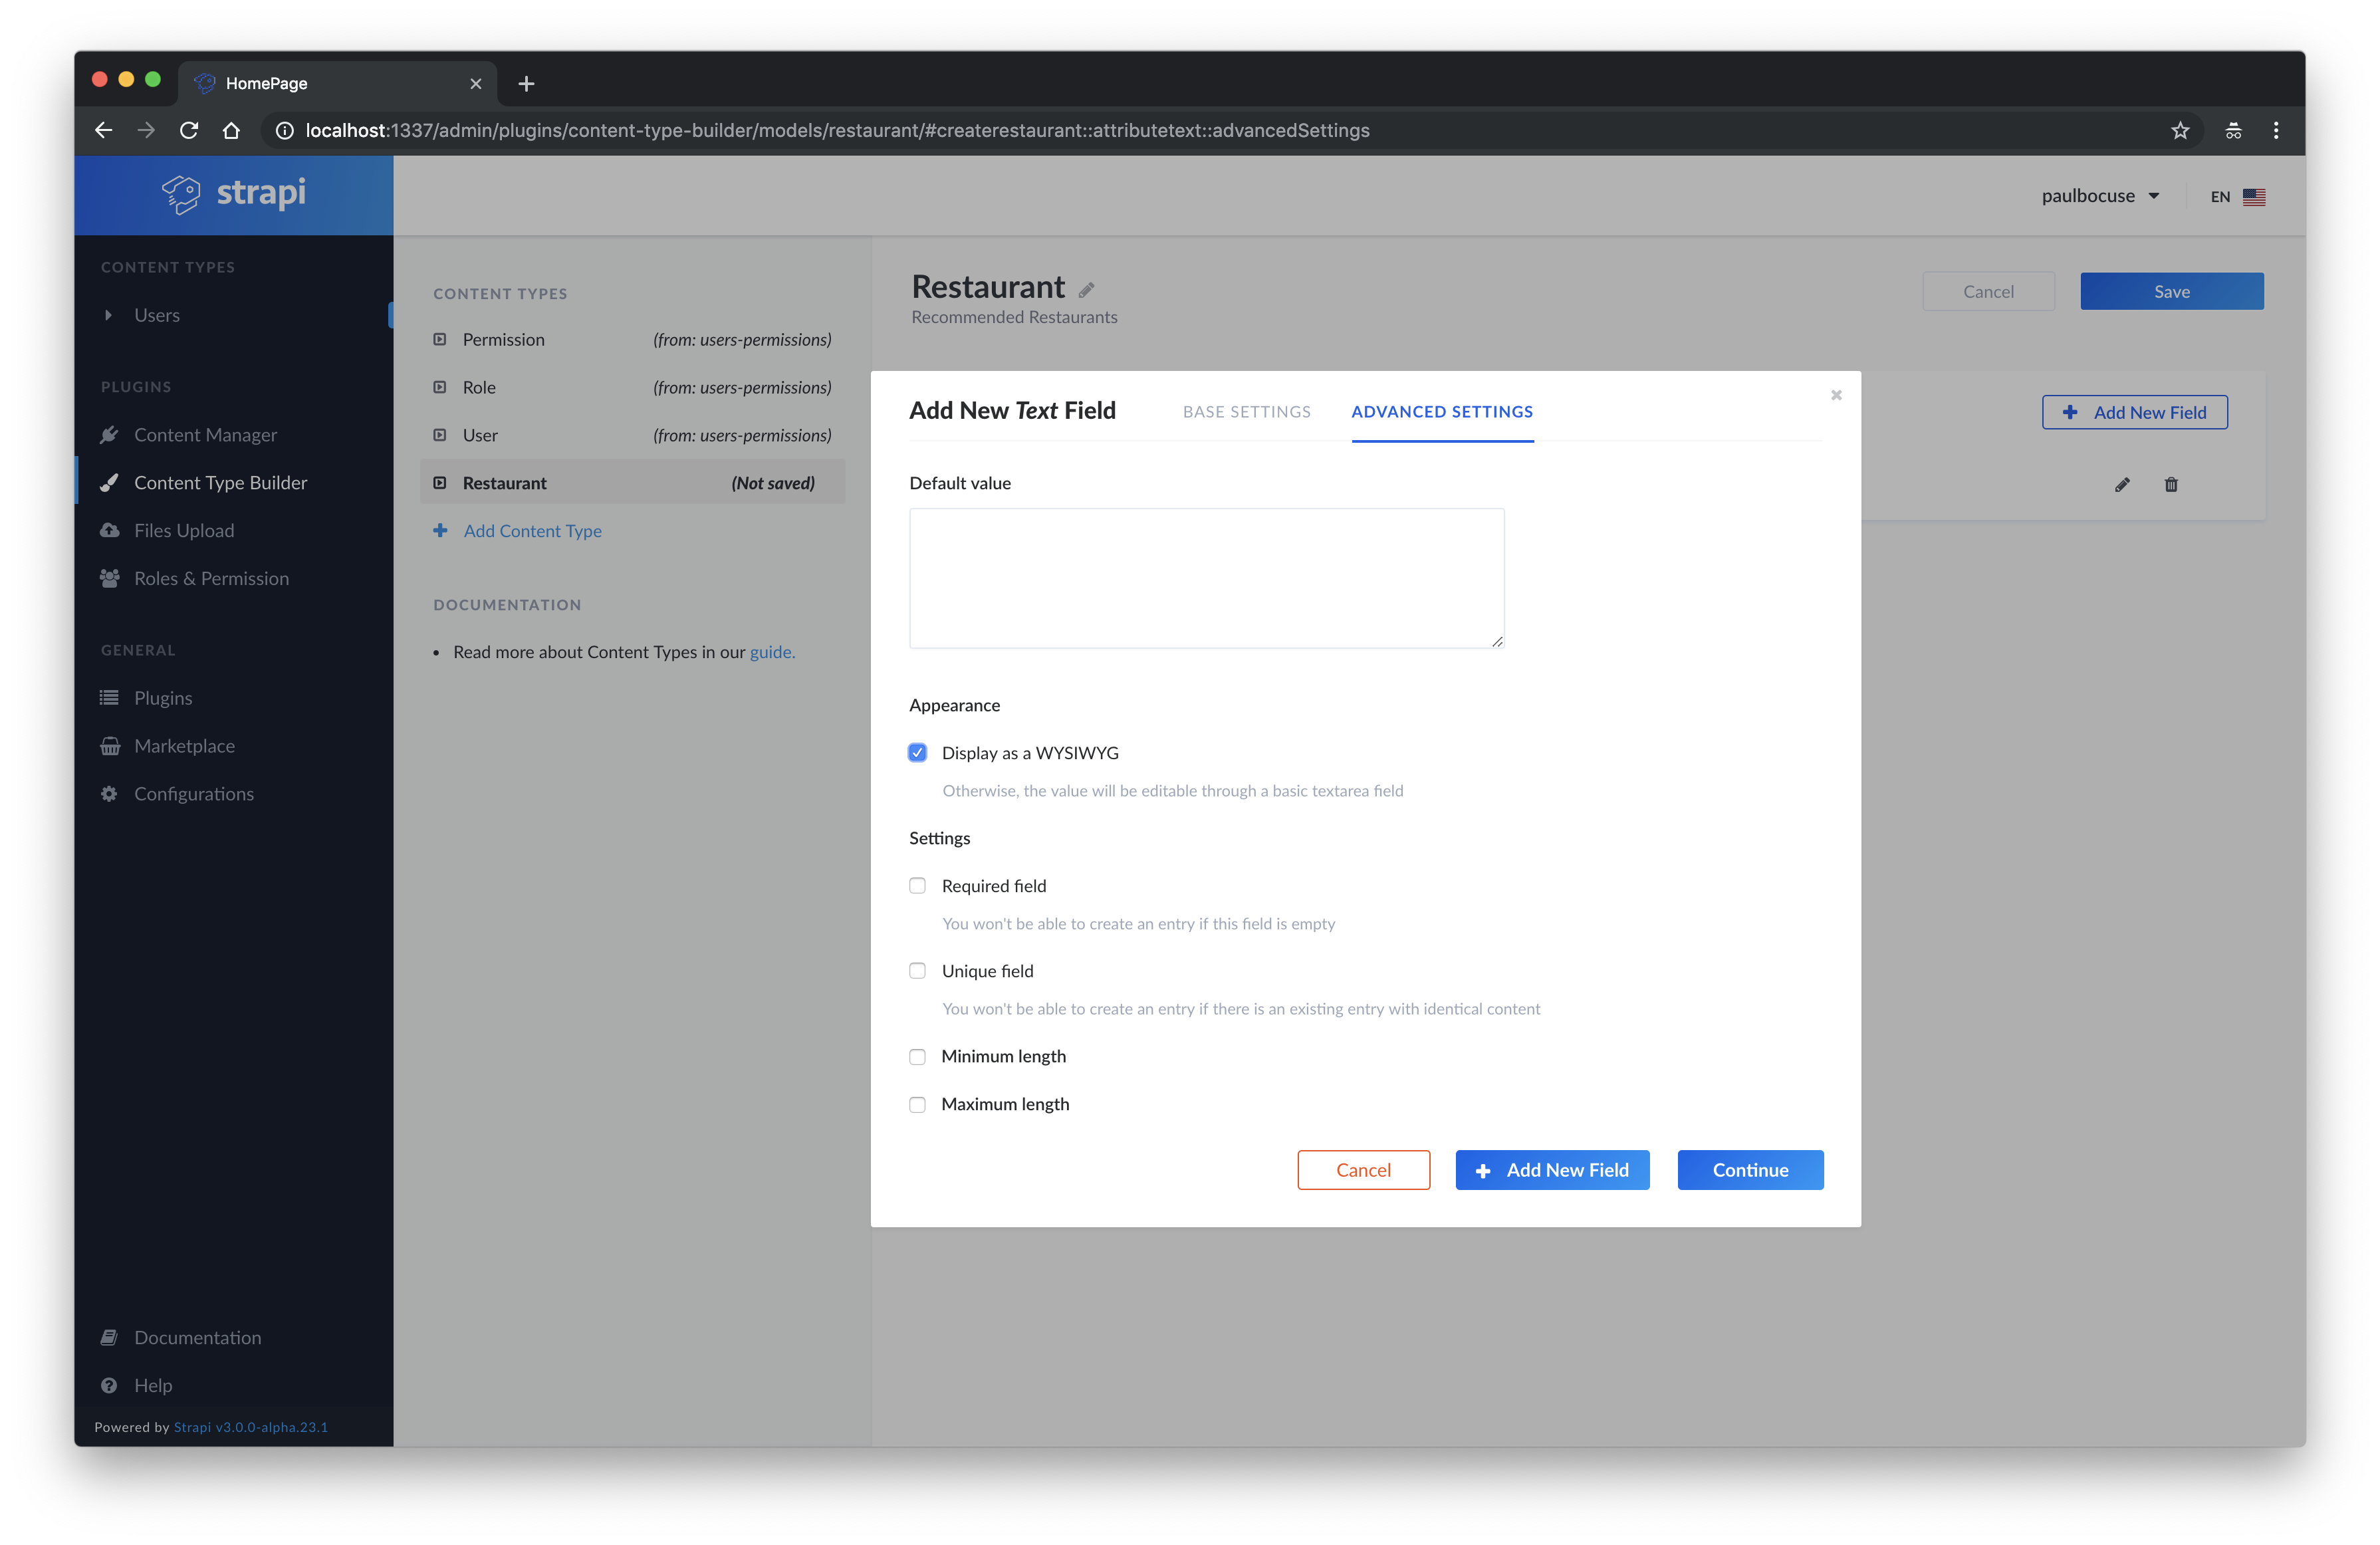 HomePage
localhost:1337/admin/plugins/content-type-builder/models/restaurant/#createrestaurant::attributetext::advancedSettings
strapi
paulbocuse
EN
CONTENT TYPES
Users
PLUGINS
Content Manager
Content Type Builder
Files Upload
Roles & Permission
GENERAL
Plugins
Marketplace
Configurations
Documentation
Help
Powered by Strapi v3.0.0-alpha.23.1
CONTENT TYPES
Permission (from: users-permissions)
Role (from: users-permissions)
User (from: users-permissions)
Restaurant (Not saved)
Add Content Type
DOCUMENTATION
• Read more about Content Types in our guide.
Restaurant
Recommended Restaurants
Cancel Save
Add New Field
Add New Text Field BASE SETTINGS ADVANCED SETTINGS
Default value
Appearance
Display as a WYSIWYG
Otherwise, the value will be editable through a basic textarea field
Settings
Required field
You won't be able to create an entry if this field is empty
Unique field
You won't be able to create an entry if there is an existing entry with identical content
Minimum length
Maximum length
Cancel Add New Field Continue